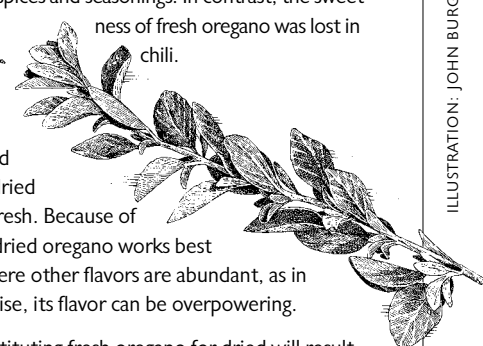 spices and seasonings. In contrast, the sweet
ness of fresh oregano was lost in
chili.
d
dried
resh. Because of
dried oregano works best
ere other flavors are abundant, as in
ise, its flavor can be overpowering.
tituting fresh oregano for dried will result
ILLUSTRATION: JOHN BURG